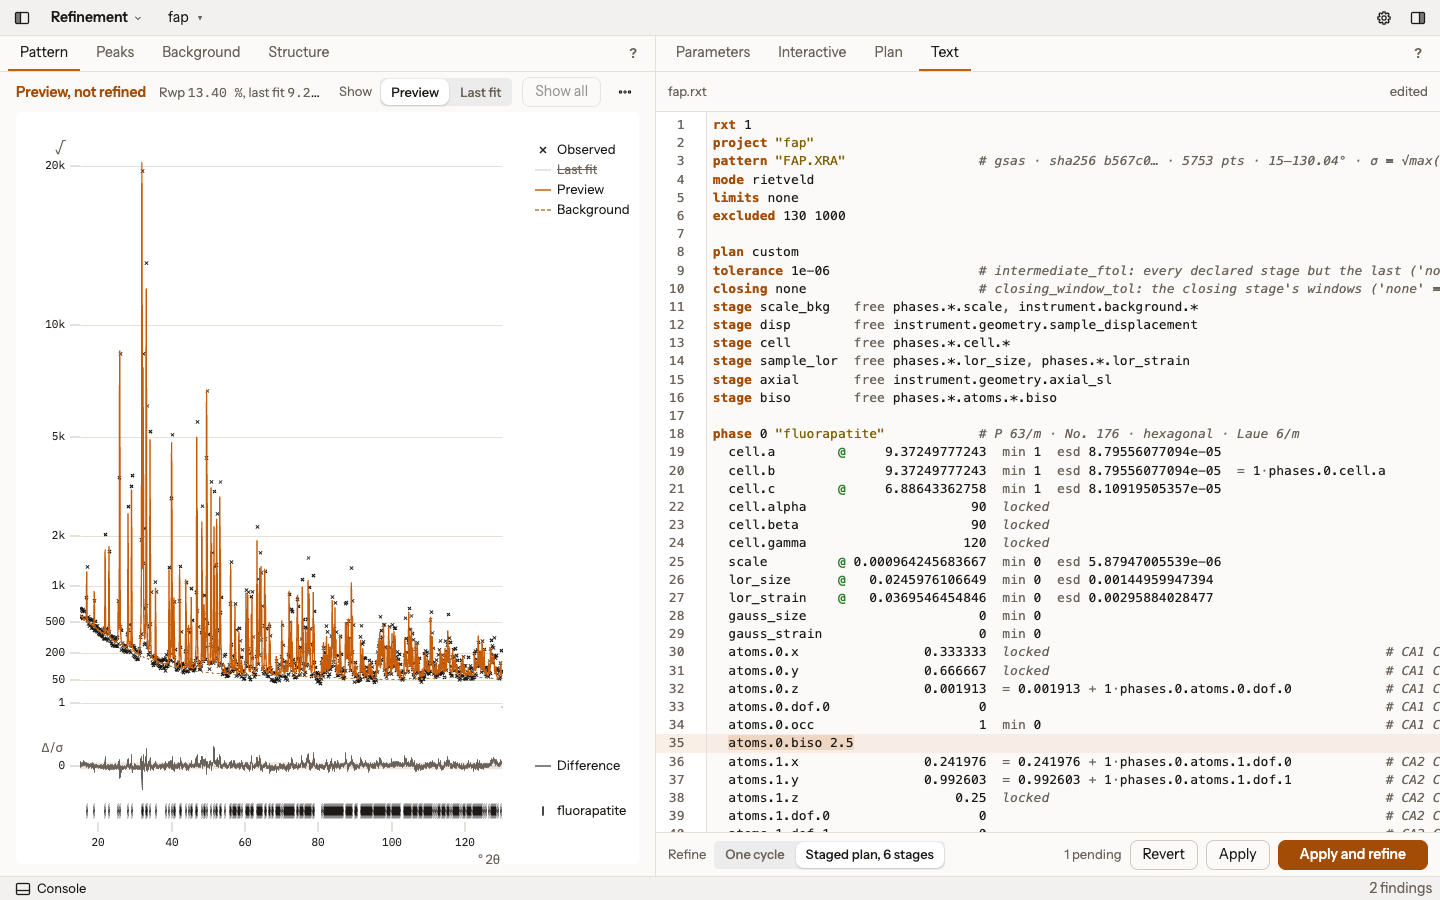 Refinement
fap
Pattern
Peaks
Background
Structure
?
Parameters
Interactive
Plan
Text
?
Preview, not refined
Rwp 13.40 %, last fit 9.2…
Show
Preview
Last fit
Show all
fap.rxt
edited
√
20k
10k
5k
2k
1k
500
200
50
1
Δ/σ
0
20
40
60
80
100
120
°2θ
Observed
Last fit
Preview
Background
Difference
fluorapatite
1 rxt 1
2 project "fap"
3 pattern "FAP.XRA" # gsas · sha256 b567c0… · 5753 pts · 15–130.04° · σ = √max(
4 mode rietveld
5 limits none
6 excluded 130 1000
7
8 plan custom
9 tolerance 1e-06 # intermediate_ftol: every declared stage but the last ('no
10 closing none # closing_window_tol: the closing stage's windows ('none' =
11 stage scale_bkg free phases.*.scale, instrument.background.*
12 stage disp free instrument.geometry.sample_displacement
13 stage cell free phases.*.cell.*
14 stage sample_lor free phases.*.lor_size, phases.*.lor_strain
15 stage axial free instrument.geometry.axial_sl
16 stage biso free phases.*.atoms.*.biso
17
18 phase 0 "fluorapatite" # P 63/m · No. 176 · hexagonal · Laue 6/m
19 cell.a @ 9.37249777243 min 1 esd 8.79556077094e-05
20 cell.b 9.37249777243 min 1 esd 8.79556077094e-05 = 1·phases.0.cell.a
21 cell.c @ 6.88643362758 min 1 esd 8.10919505357e-05
22 cell.alpha 90 locked
23 cell.beta 90 locked
24 cell.gamma 120 locked
25 scale @ 0.000964245683667 min 0 esd 5.87947005539e-06
26 lor_size @ 0.0245976106649 min 0 esd 0.00144959947394
27 lor_strain @ 0.0369546454846 min 0 esd 0.00295884028477
28 gauss_size 0 min 0
29 gauss_strain 0 min 0
30 atoms.0.x 0.333333 locked # CA1 C
31 atoms.0.y 0.666667 locked # CA1 C
32 atoms.0.z 0.001913 = 0.001913 + 1·phases.0.atoms.0.dof.0 # CA1 C
33 atoms.0.dof.0 0 # CA1 C
34 atoms.0.occ 1 min 0 # CA1 C
35 atoms.0.biso 2.5
36 atoms.1.x 0.241976 = 0.241976 + 1·phases.0.atoms.1.dof.0 # CA2 C
37 atoms.1.y 0.992603 = 0.992603 + 1·phases.0.atoms.1.dof.1 # CA2 C
38 atoms.1.z 0.25 locked # CA2 C
39 atoms.1.dof.0 0 # CA2 C
40 atoms.1.dof.1 0 # CA2 C
Refine
One cycle
Staged plan, 6 stages
1 pending
Revert
Apply
Apply and refine
Console
2 findings